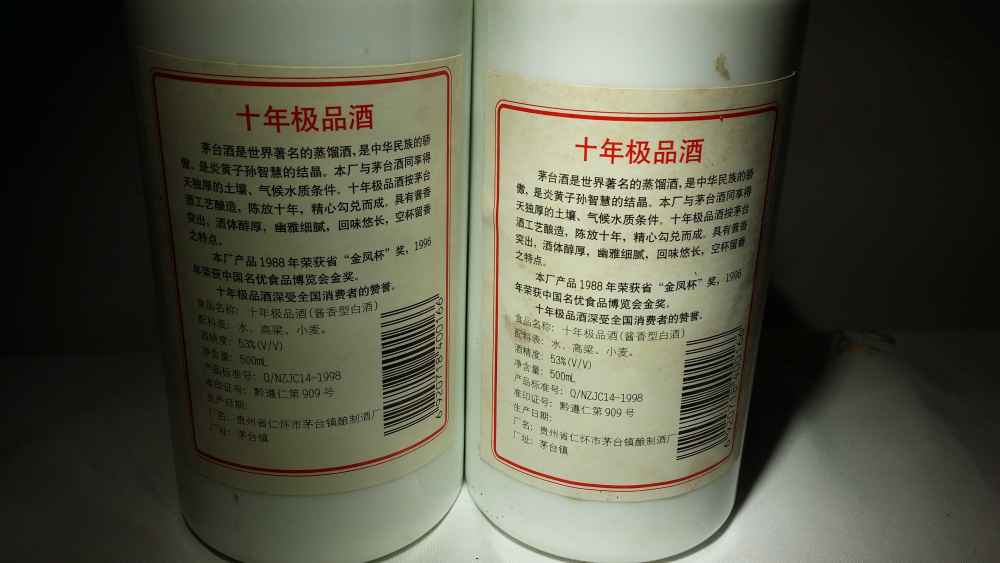 十年极品酒
茅台酒是世界著名的蒸馏酒，是中华民族的骄
傲，是炎黄子孙智慧的结晶。本厂与茅台酒同享得
天独厚的土壤、气候水质条件。十年极品酒按茅台
酒工艺酿造，陈放十年，精心勾兑而成。具有酱香
突出，酒体醇厚，幽雅细腻，回味悠长，空杯留香
之特点。
本厂产品1988年荣获省“金凤杯”奖，1996
年荣获中国名优食品博览会金奖。
十年极品酒深受全国消费者的赞誉。
食品名称：十年极品酒(酱香型白酒)
配料表：水、高粱、小麦。
酒精度：53%(V/V)
净含量：500mL
产品标准号：Q/NZJC14-1998
准印证号：黔遵仁第909号
生产日期：
厂名：贵州省仁怀市茅台镇酿制酒厂
厂址：茅台镇
6 920718 400166
十年极品酒
茅台酒是世界著名的蒸馏酒，是中华民族的骄
傲，是炎黄子孙智慧的结晶。本厂与茅台酒同享得
天独厚的土壤、气候水质条件。十年极品酒按茅台
酒工艺酿造，陈放十年，精心勾兑而成。具有酱香
突出，酒体醇厚，幽雅细腻，回味悠长，空杯留香
之特点。
本厂产品1988年荣获省“金凤杯”奖，1996
年荣获中国名优食品博览会金奖。
十年极品酒深受全国消费者的赞誉。
食品名称：十年极品酒(酱香型白酒)
配料表：水、高粱、小麦。
酒精度：53%(V/V)
净含量：500mL
产品标准号：Q/NZJC14-1998
准印证号：黔遵仁第909号
生产日期：
厂名：贵州省仁怀市茅台镇酿制酒厂
厂址：茅台镇